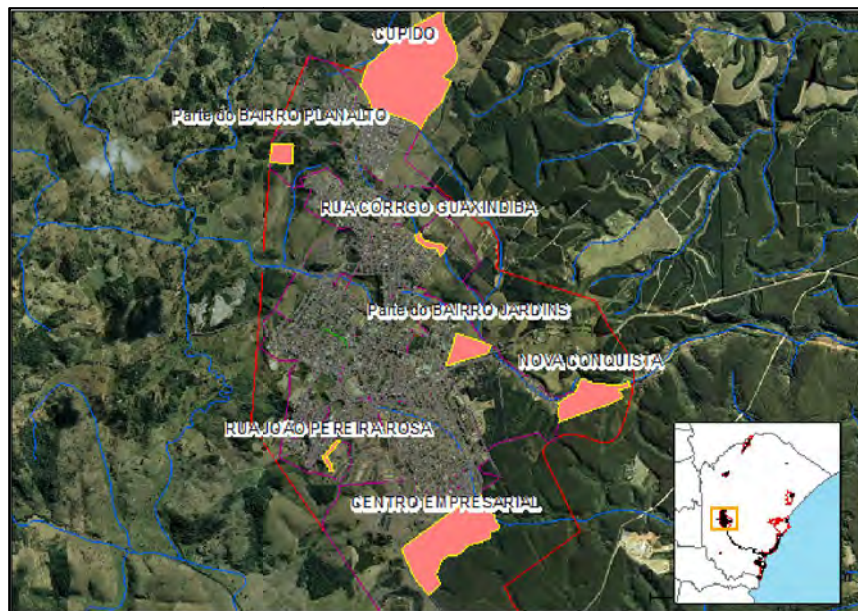 CUPIDO
Parte do BAIRRO PLANALTO
RUA CÓRRGO GUAXINDIBA
Parte do BAIRRO JARDINS
NOVA CONQUISTA
RUA JOÃO PEREIRA ROSA
CENTRO EMPRESARIAL